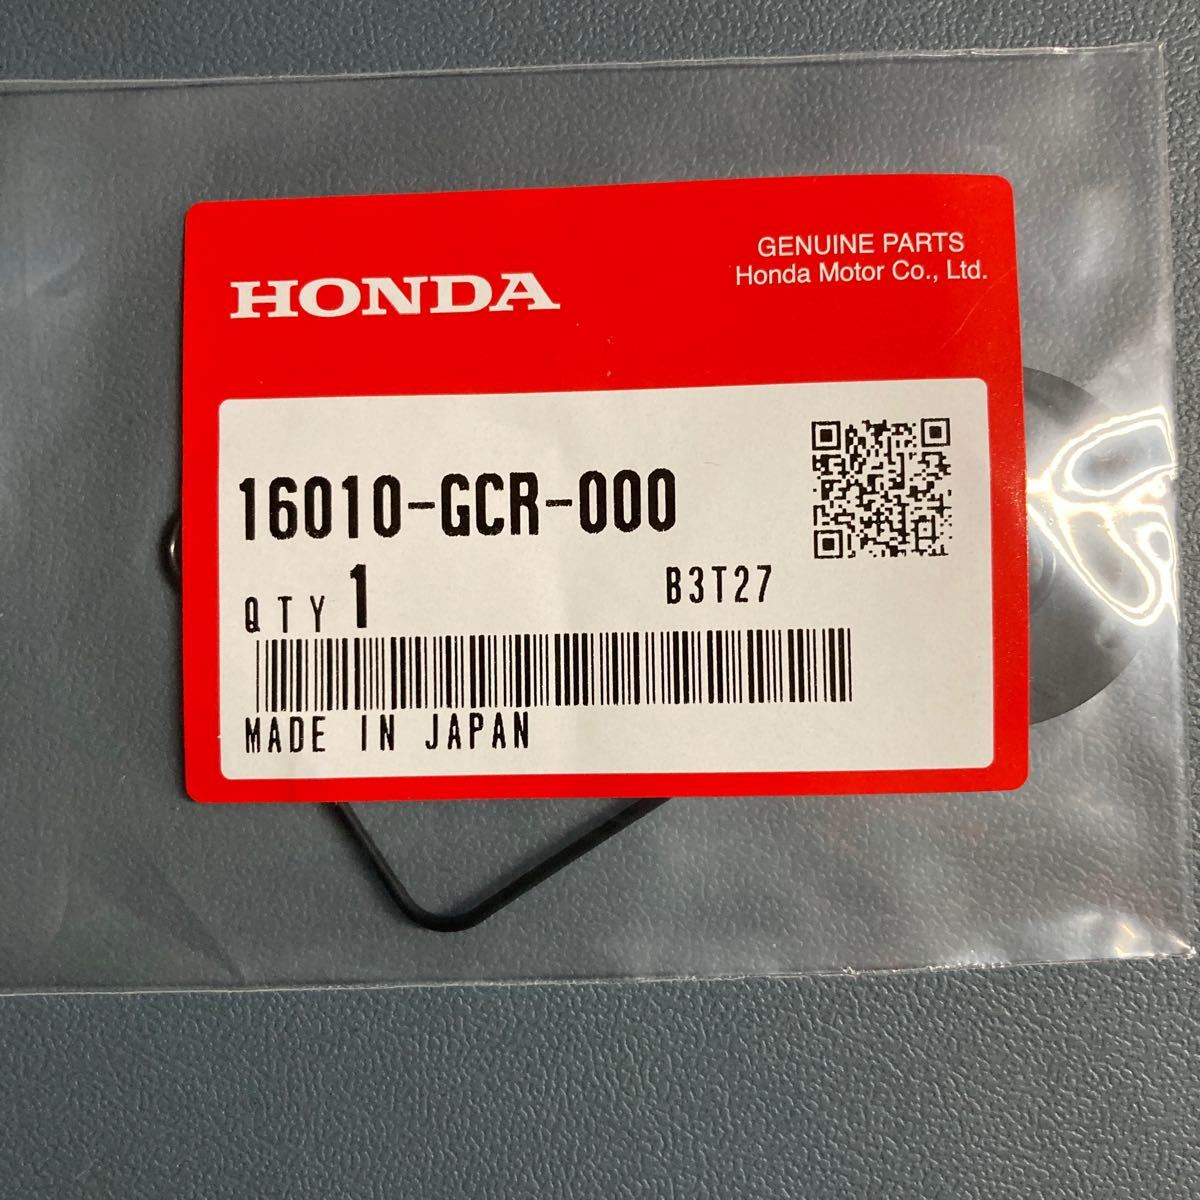 HONDA
GENUINE PARTS
Honda Motor Co., Ltd.
16010-GCR-000
QTY 1
B3T27
MADE IN JAPAN